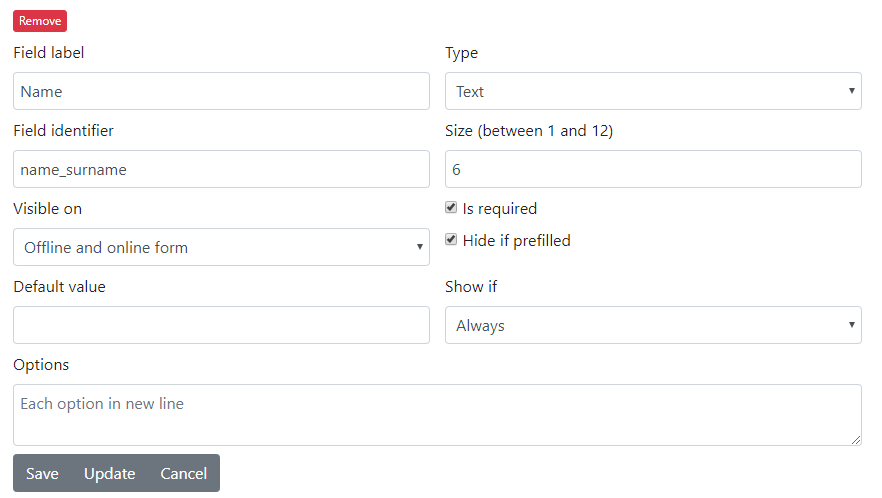 Remove
Field label Type
Name Text
Field identifier Size (between 1 and 12)
name_surname 6
Visible on Is required
Offline and online form Hide if prefilled
Default value Show if
Always
Options
Each option in new line
Save Update Cancel